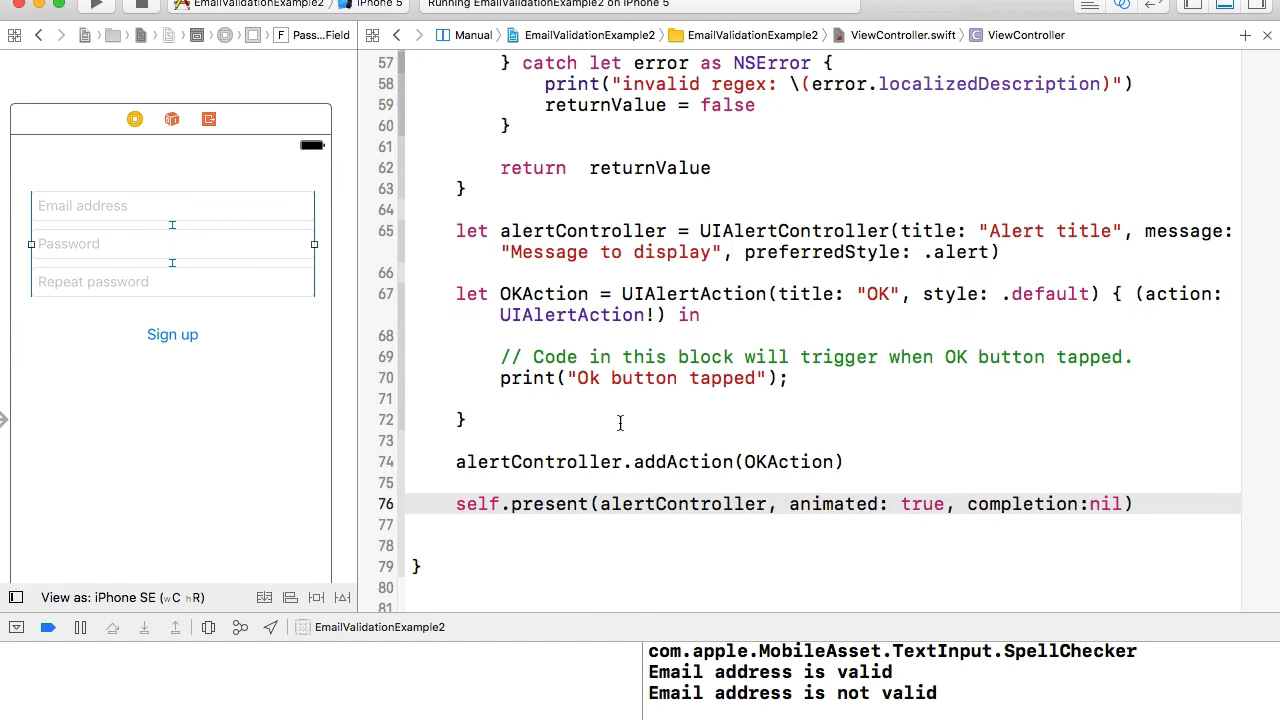 EmailValidationExample2 iPhone 5 Running EmailValidationExample2 on iPhone 5
F Pass...Field Manual EmailValidationExample2 EmailValidationExample2 ViewController.swift C ViewController
57 } catch let error as NSError {
58 print("invalid regex: \(error.localizedDescription)")
59 returnValue = false
60 }
61
62 return returnValue
63 }
64
65 let alertController = UIAlertController(title: "Alert title", message:
"Message to display", preferredStyle: .alert)
66
67 let OKAction = UIAlertAction(title: "OK", style: .default) { (action:
UIAlertAction!) in
68
69 // Code in this block will trigger when OK button tapped.
70 print("Ok button tapped");
71
72 }
73
74 alertController.addAction(OKAction)
75
76 self.present(alertController, animated: true, completion:nil)
77
78
79 }
80
81
Email address
Password
Repeat password
Sign up
View as: iPhone SE (wC hR)
EmailValidationExample2
com.apple.MobileAsset.TextInput.SpellChecker
Email address is valid
Email address is not valid